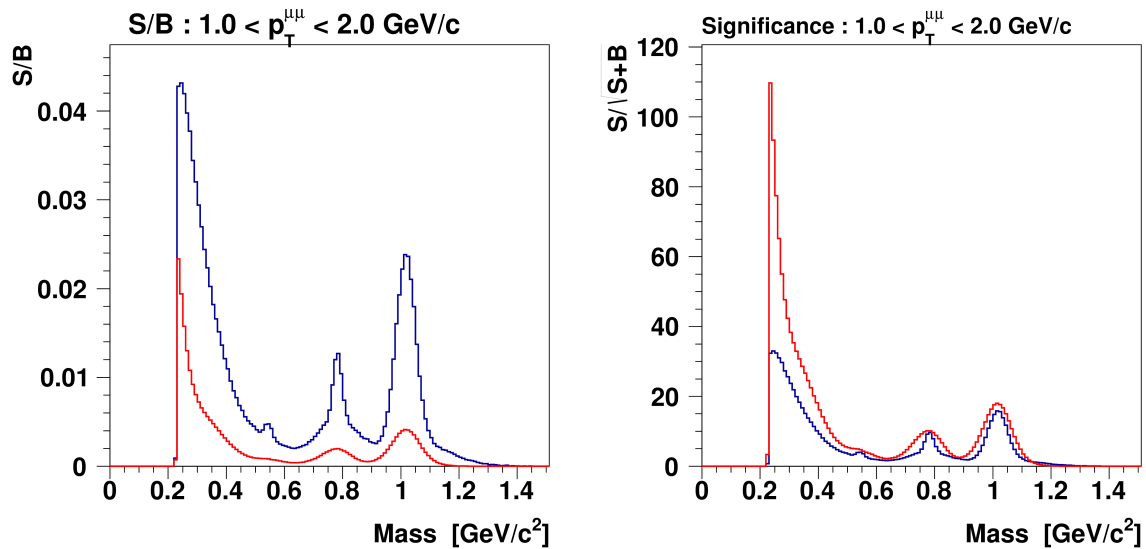 S/B : 1.0 < p_T^μμ < 2.0 GeV/c
S/B
0.04
0.03
0.02
0.01
0
0 0.2 0.4 0.6 0.8 1 1.2 1.4
Mass [GeV/c²]
Significance : 1.0 < p_T^μμ < 2.0 GeV/c
S/√S+B
120
100
80
60
40
20
0
0 0.2 0.4 0.6 0.8 1 1.2 1.4
Mass [GeV/c²]